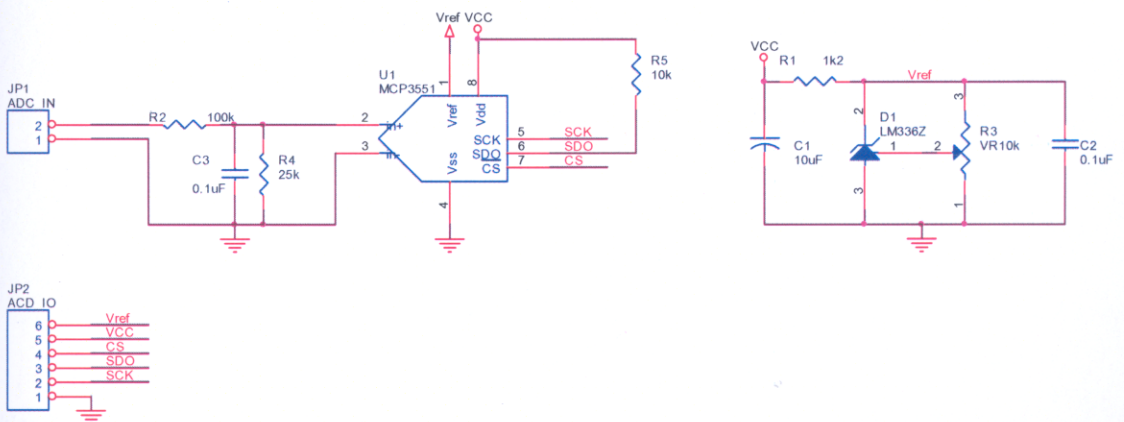 Vref VCC
JP1
ADC_IN
2
1
R2 100k
C3
0.1uF
R4
25k
U1
MCP3551
1
8
Vref
Vdd
2
In+
3
In-
Vss
4
SCK
SDO
CS
5
6
7
SCK
SDO
CS
R5
10k
VCC
R1 1k2
C1
10uF
Vref
2
D1
LM336Z
1
3
3
2
R3
VR10k
1
C2
0.1uF
JP2
ACD_IO
6 Vref
5 VCC
4 CS
3 SDO
2 SCK
1